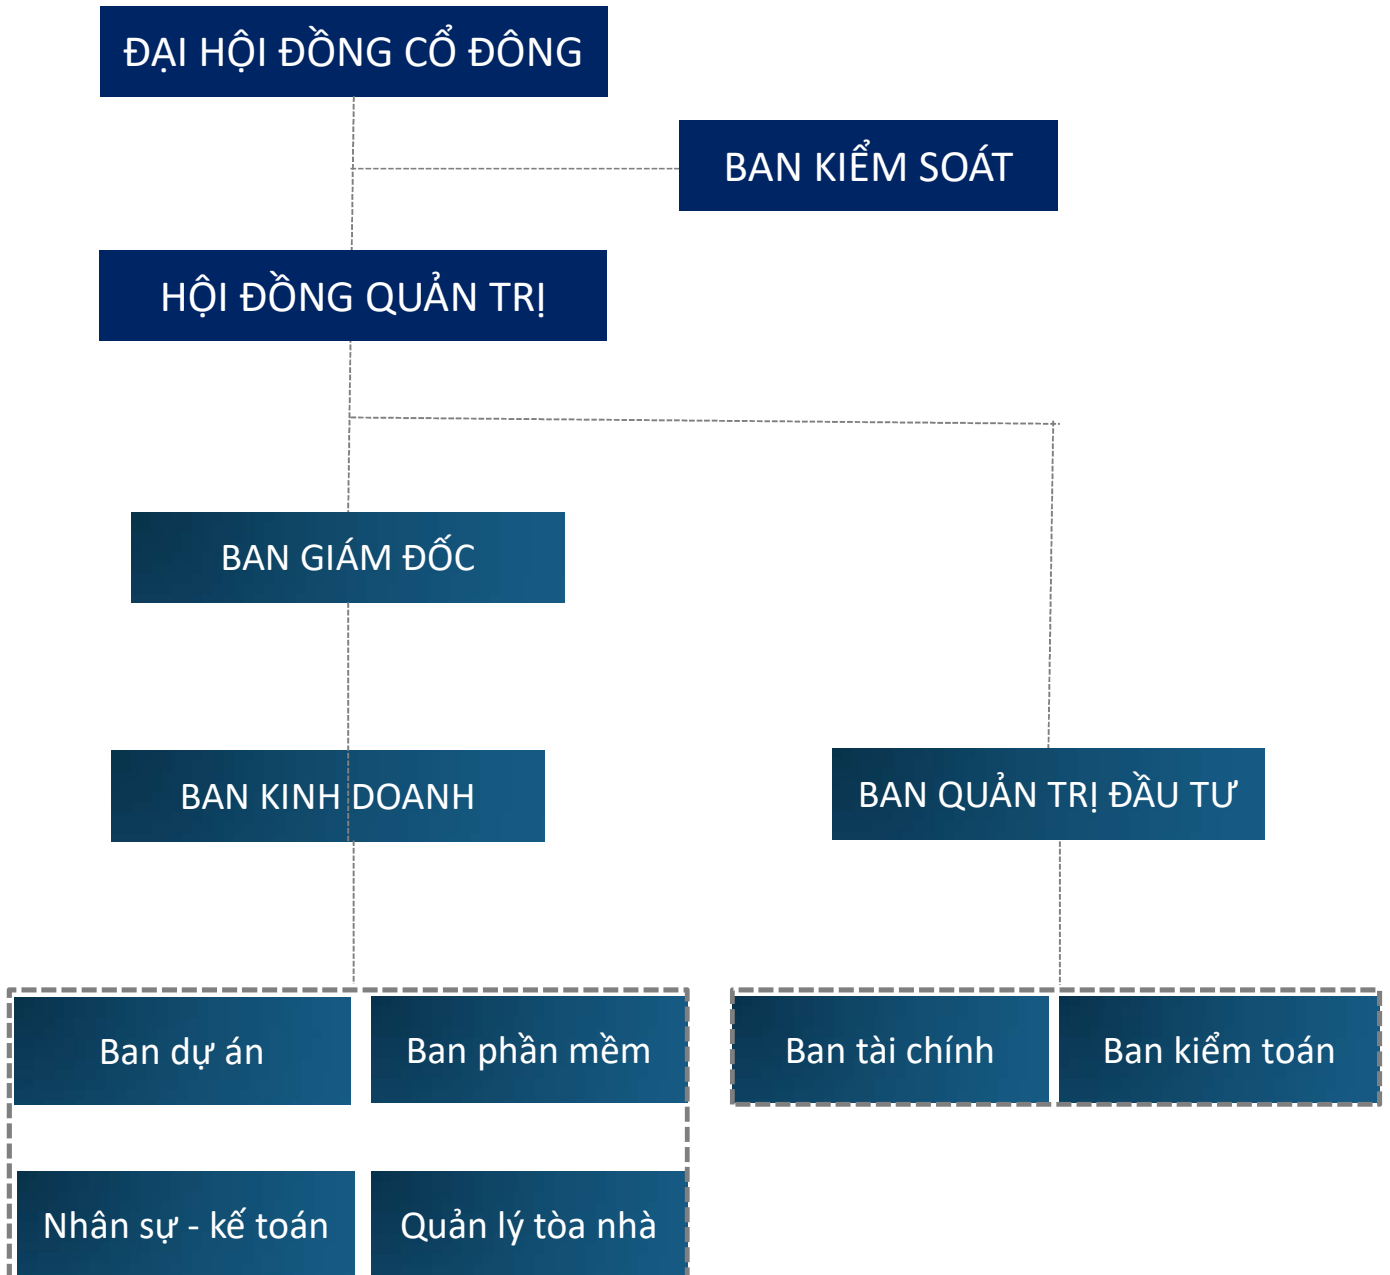 ĐẠI HỘI ĐỒNG CỔ ĐÔNG
BAN KIỂM SOÁT
HỘI ĐỒNG QUẢN TRỊ
BAN GIÁM ĐỐC
BAN KINH DOANH
BAN QUẢN TRỊ ĐẦU TƯ
Ban dự án
Ban phần mềm
Ban tài chính
Ban kiểm toán
Nhân sự - kế toán
Quản lý tòa nhà